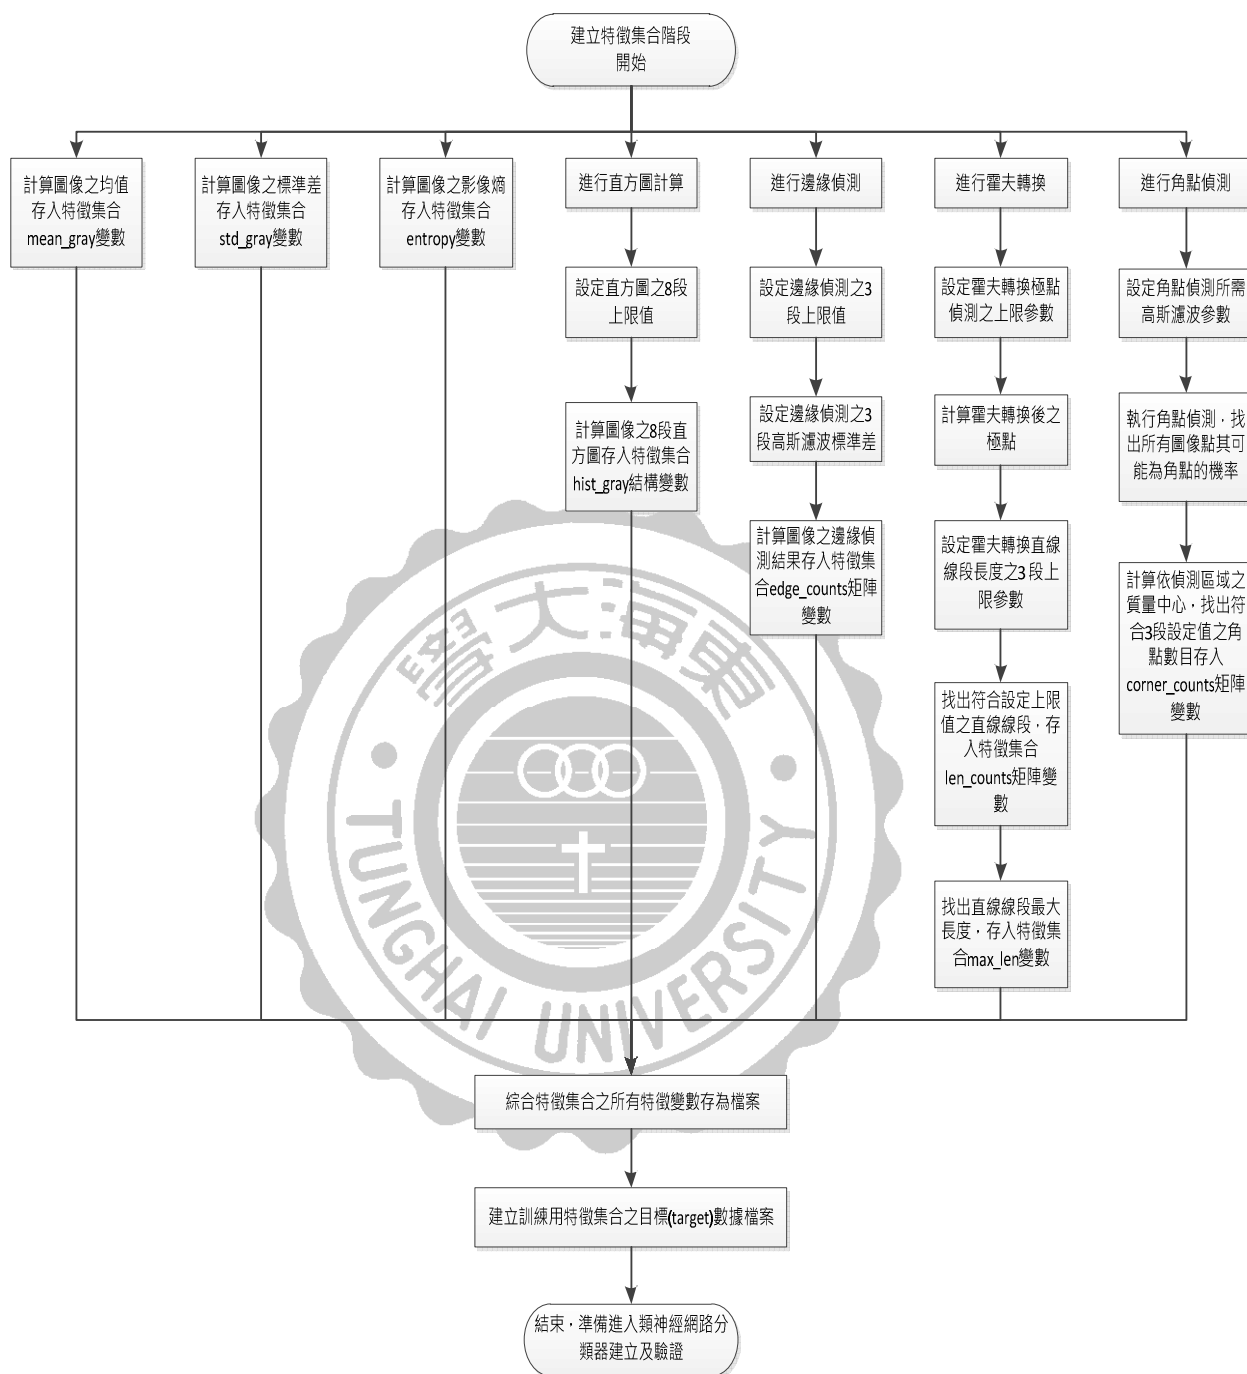 建立特徵集合階段
開始
計算圖像之均值
存入特徵集合
mean_gray變數
計算圖像之標準差
存入特徵集合
std_gray變數
計算圖像之影像熵
存入特徵集合
entropy變數
進行直方圖計算
設定直方圖之8段
上限值
計算圖像之8段直
方圖存入特徵集合
hist_gray結構變數
進行邊緣偵測
設定邊緣偵測之3
段上限值
設定邊緣偵測之3
段高斯濾波標準差
計算圖像之邊緣偵
測結果存入特徵集
合edge_counts矩陣
變數
進行霍夫轉換
設定霍夫轉換極點
偵測之上限參數
計算霍夫轉換後之
極點
設定霍夫轉換直線
線段長度之3 段上
限參數
找出符合設定上限
值之直線線段，存
入特徵集合
len_counts矩陣變
數
找出直線線段最大
長度，存入特徵集
合max_len變數
進行角點偵測
設定角點偵測所需
高斯濾波參數
執行角點偵測，找
出所有圖像點其可
能為角點的機率
計算依偵測區域之
質量中心，找出符
合3段設定值之角
點數目存入
corner_counts矩陣
變數
綜合特徵集合之所有特徵變數存為檔案
建立訓練用特徵集合之目標(target)數據檔案
結束，準備進入類神經網路分
類器建立及驗證
學大海東
TUNGHAI UNIVERSITY